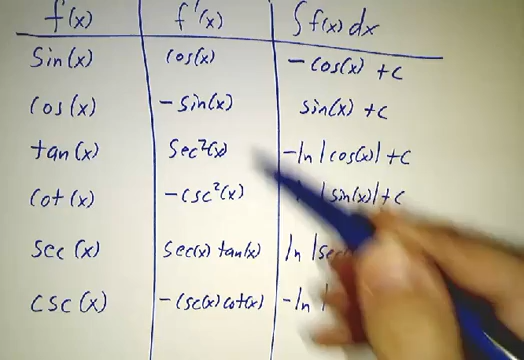 f(x) f'(x) ∫f(x) dx
Sin(x) cos(x) -cos(x) +c
Cos(x) -sin(x) sin(x) +c
tan(x) sec²(x) -ln|cos(x)|+c
Cot(x) -csc²(x) |sin(x)|+c
Sec(x) sec(x) tan(x) ln |sec
CSC(x) -csc(x)cot(x) -ln |